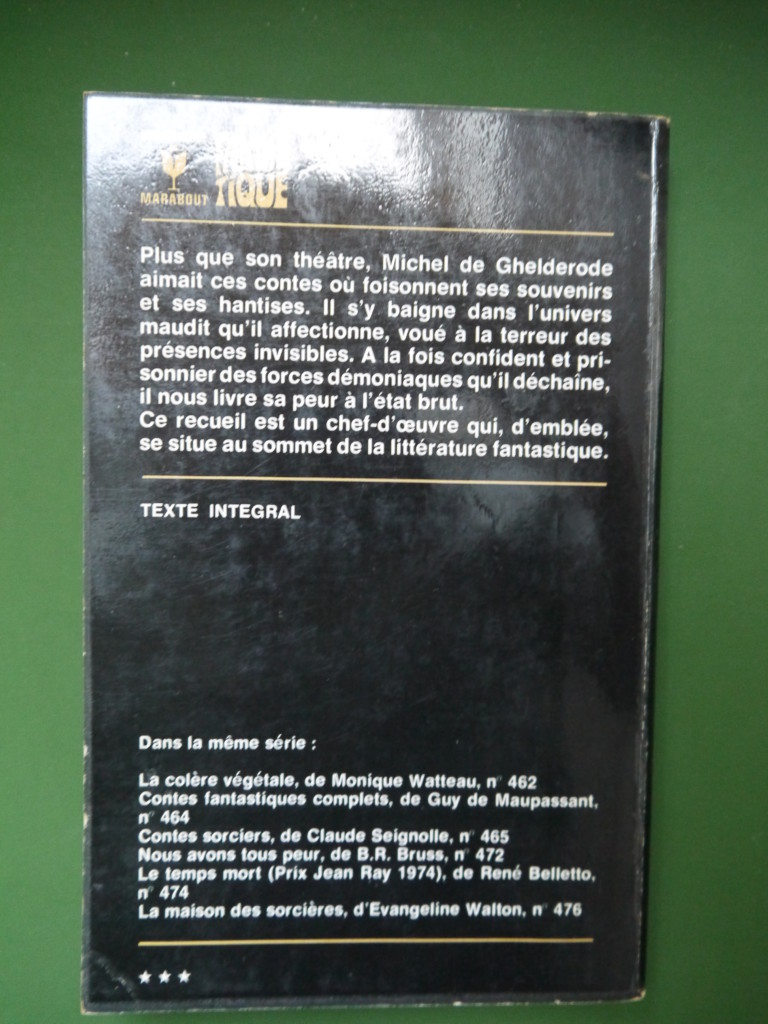 MARABOUT
TIQUE
Plus que son théâtre, Michel de Ghelderode
aimait ces contes où foisonnent ses souvenirs
et ses hantises. Il s'y baigne dans l'univers
maudit qu'il affectionne, voué à la terreur des
présences invisibles. A la fois confident et pri-
sonnier des forces démoniaques qu'il déchaîne,
il nous livre sa peur à l'état brut.
Ce recueil est un chef-d'œuvre qui, d'emblée,
se situe au sommet de la littérature fantastique.
TEXTE INTEGRAL
Dans la même série :
La colère végétale, de Monique Watteau, n° 462
Contes fantastiques complets, de Guy de Maupassant,
n° 464
Contes sorciers, de Claude Seignolle, n° 465
Nous avons tous peur, de B.R. Bruss, n° 472
Le temps mort (Prix Jean Ray 1974), de René Belletto,
n° 474
La maison des sorcières, d'Evangeline Walton, n° 476
★ ★ ★